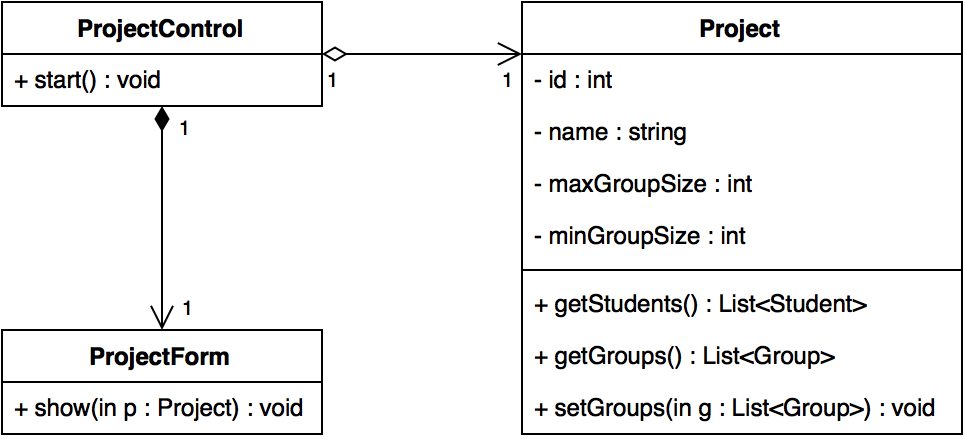 ProjectControl
+ start() : void
1
1
1
1
Project
- id : int
- name : string
- maxGroupSize : int
- minGroupSize : int
+ getStudents() : List<Student>
+ getGroups() : List<Group>
+ setGroups(in g : List<Group>) : void
ProjectForm
+ show(in p : Project) : void